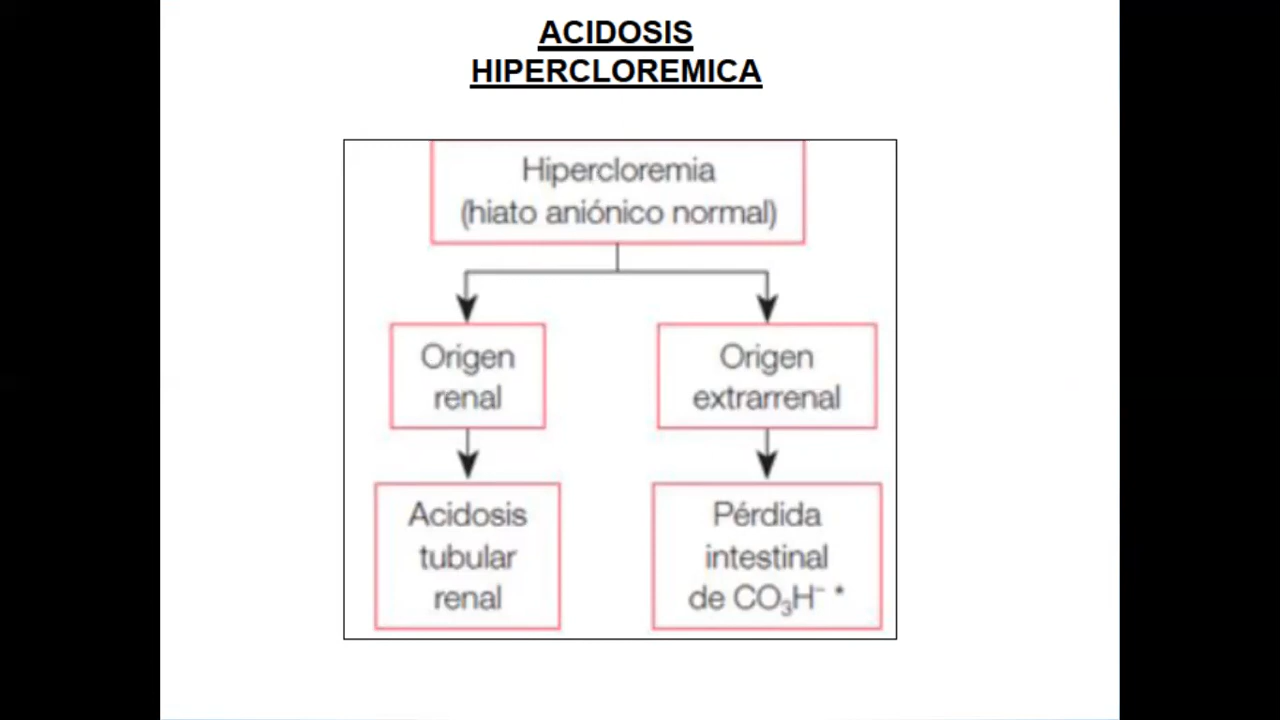 ACIDOSIS
HIPERCLOREMICA
Hipercloremia
(hiato aniónico normal)
Origen
renal
Origen
extrarrenal
Acidosis
tubular
renal
Pérdida
intestinal
de CO₃H⁻ *